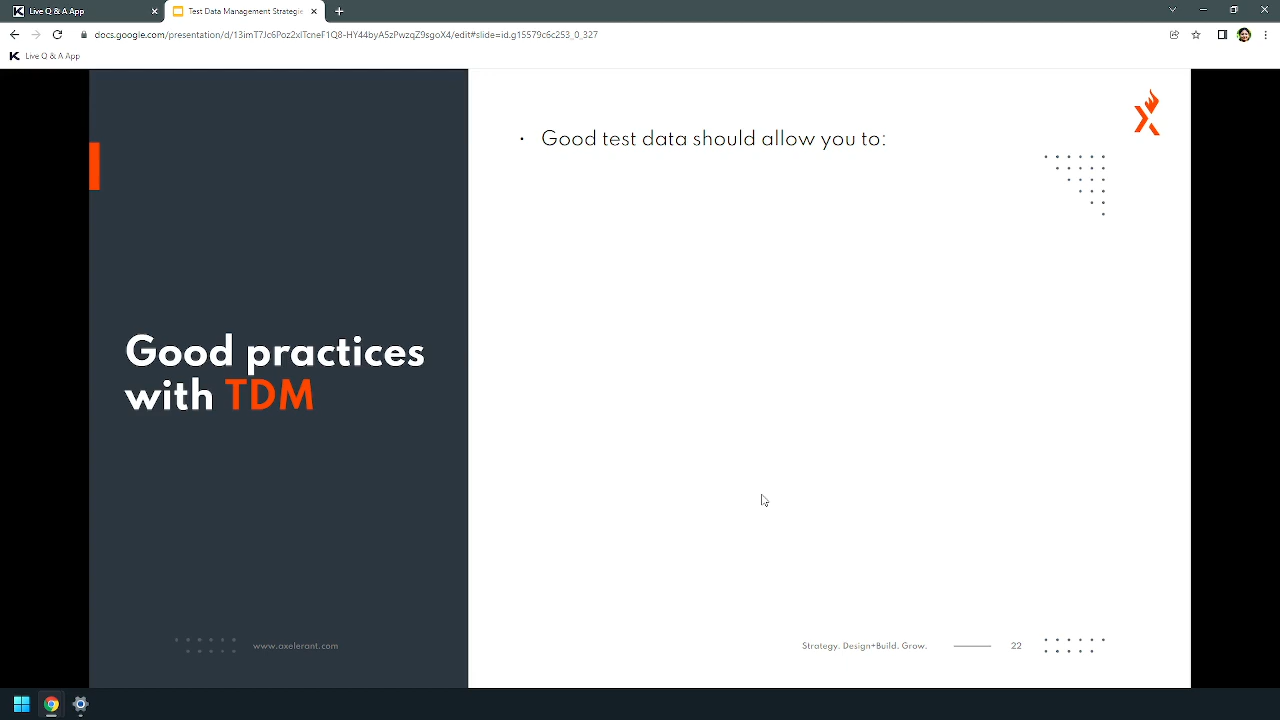 Live Q & A App
Test Data Management Strategie
docs.google.com/presentation/d/13imT7Jc6Poz2xlTcneF1Q8-HY44byA5zPwzqZ9sgoX4/edit#slide=id.g15579c6c253_0_327
Live Q & A App
Good practices
with TDM
www.axelerant.com
• Good test data should allow you to:
Strategy. Design+Build. Grow.
22